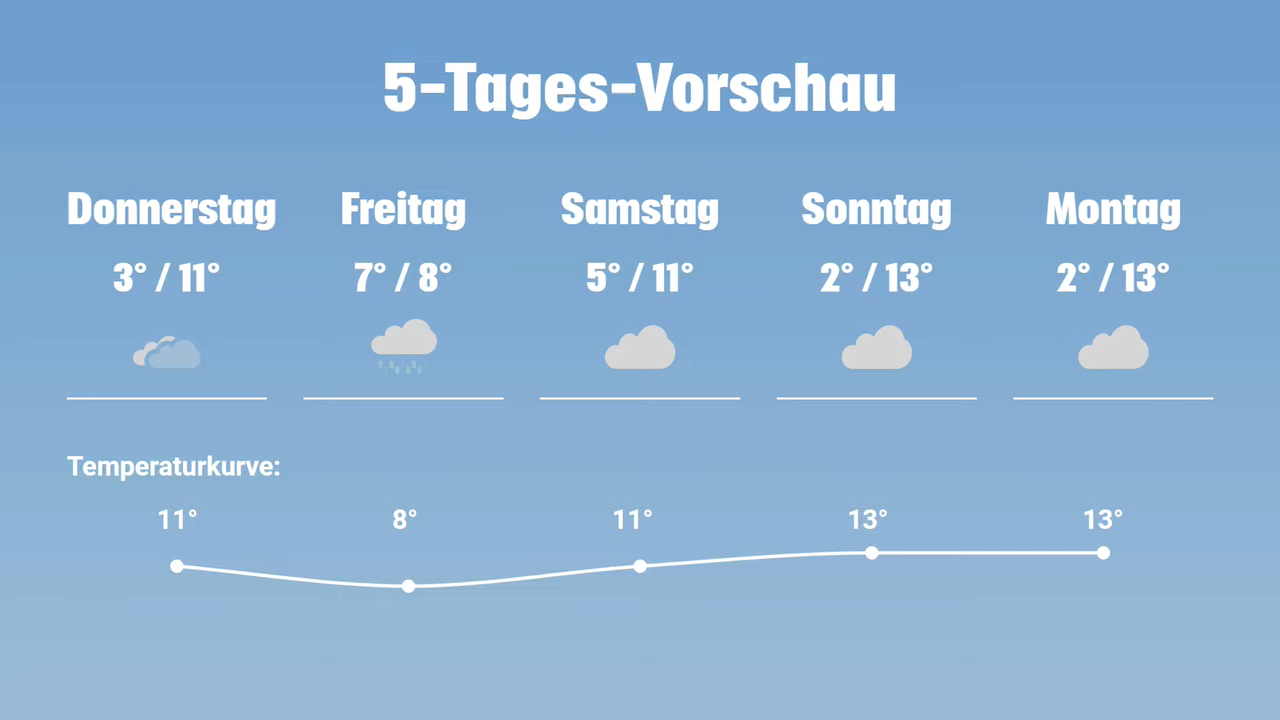 5-Tages-Vorschau
Donnerstag Freitag Samstag Sonntag Montag
3° / 11° 7° / 8° 5° / 11° 2° / 13° 2° / 13°
Temperaturkurve:
11° 8° 11° 13° 13°